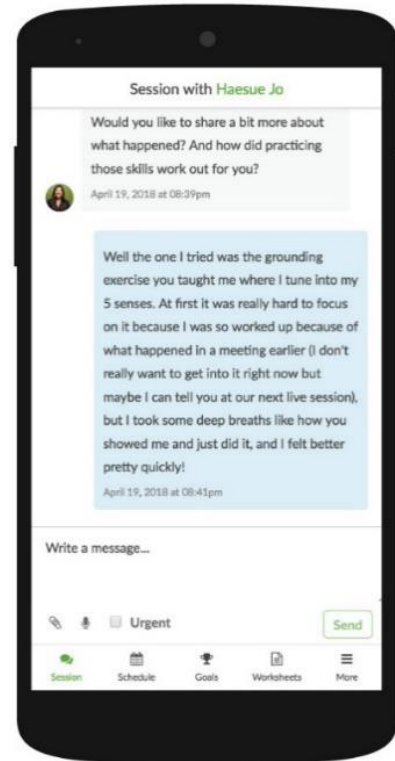 Session with Haesue Jo
Would you like to share a bit more about
what happened? And how did practicing
those skills work out for you?
April 19, 2018 at 08:39pm
Well the one I tried was the grounding
exercise you taught me where I tune into my
5 senses. At first it was really hard to focus
on it because I was so worked up because of
what happened in a meeting earlier (I don't
really want to get into it right now but
maybe I can tell you at our next live session),
but I took some deep breaths like how you
showed me and just did it, and I felt better
pretty quickly!
April 19, 2018 at 08:41pm
Write a message...
Urgent
Send
Session Schedule Goals Worksheets More